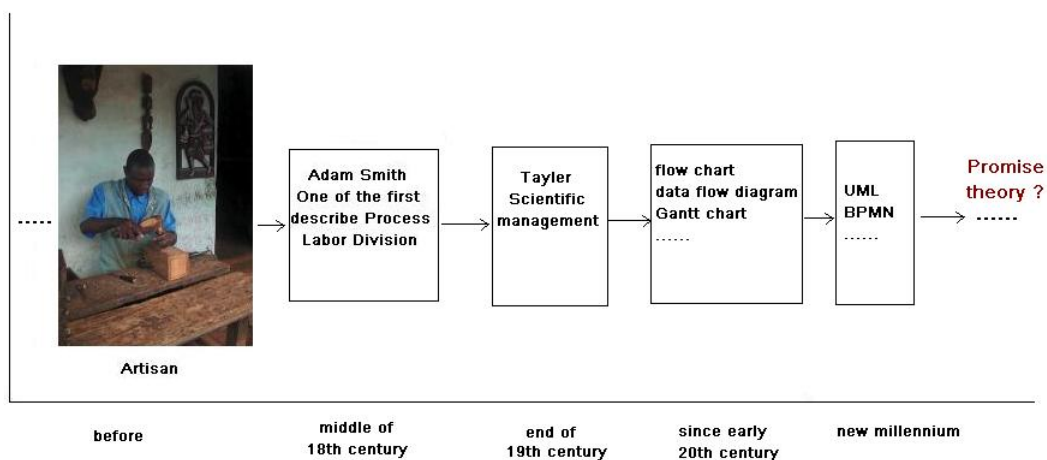 .....
Artisan
Adam Smith
One of the first
describe Process
Labor Division
Tayler
Scientific
management
flow chart
data flow diagram
Gantt chart
......
UML
BPMN
......
Promise
theory ?
......
before
middle of
18th century
end of
19th century
since early
20th century
new millennium